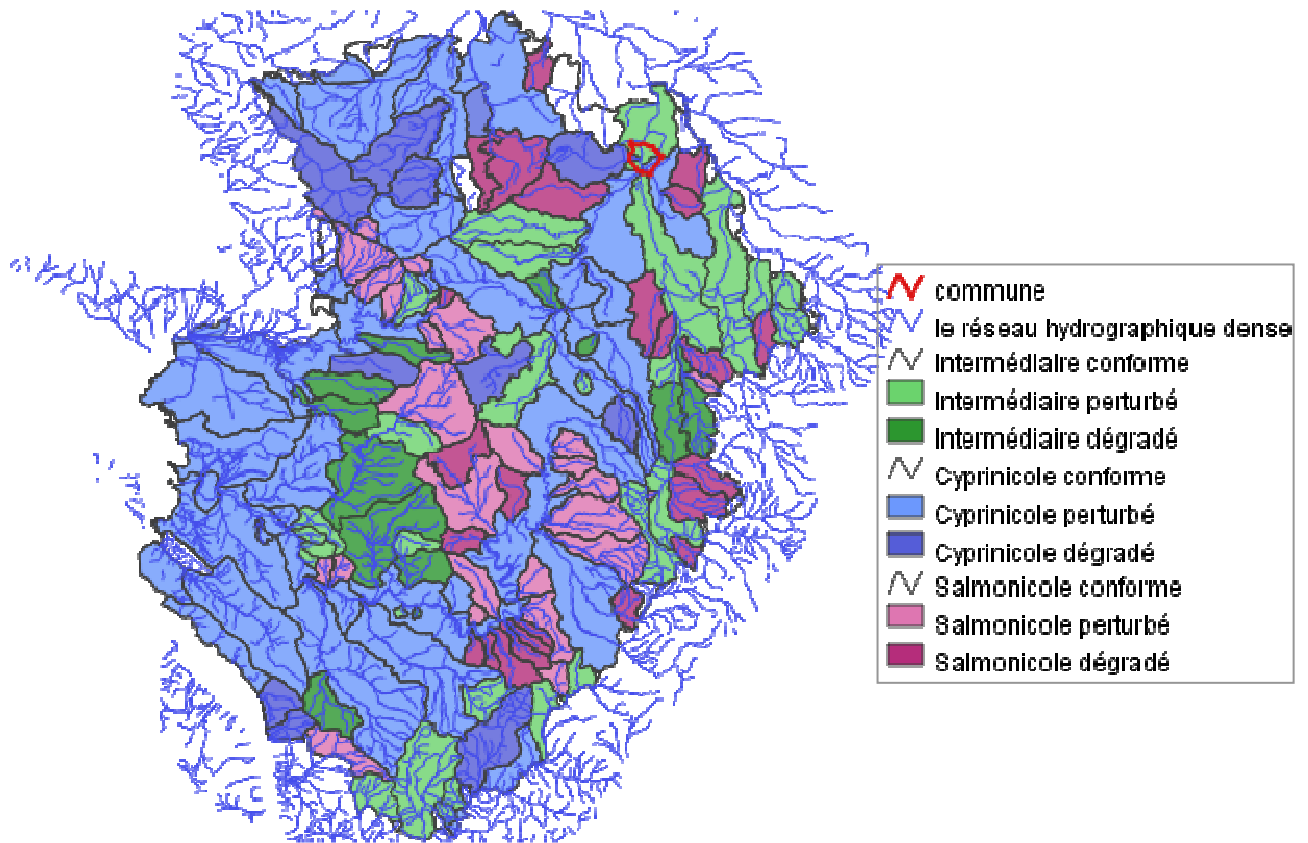 commune
le réseau hydrographique dense
Intermédiaire conforme
Intermédiaire perturbé
Intermédiaire dégradé
Cyprinicole conforme
Cyprinicole perturbé
Cyprinicole dégradé
Salmonicole conforme
Salmonicole perturbé
Salmonicole dégradé